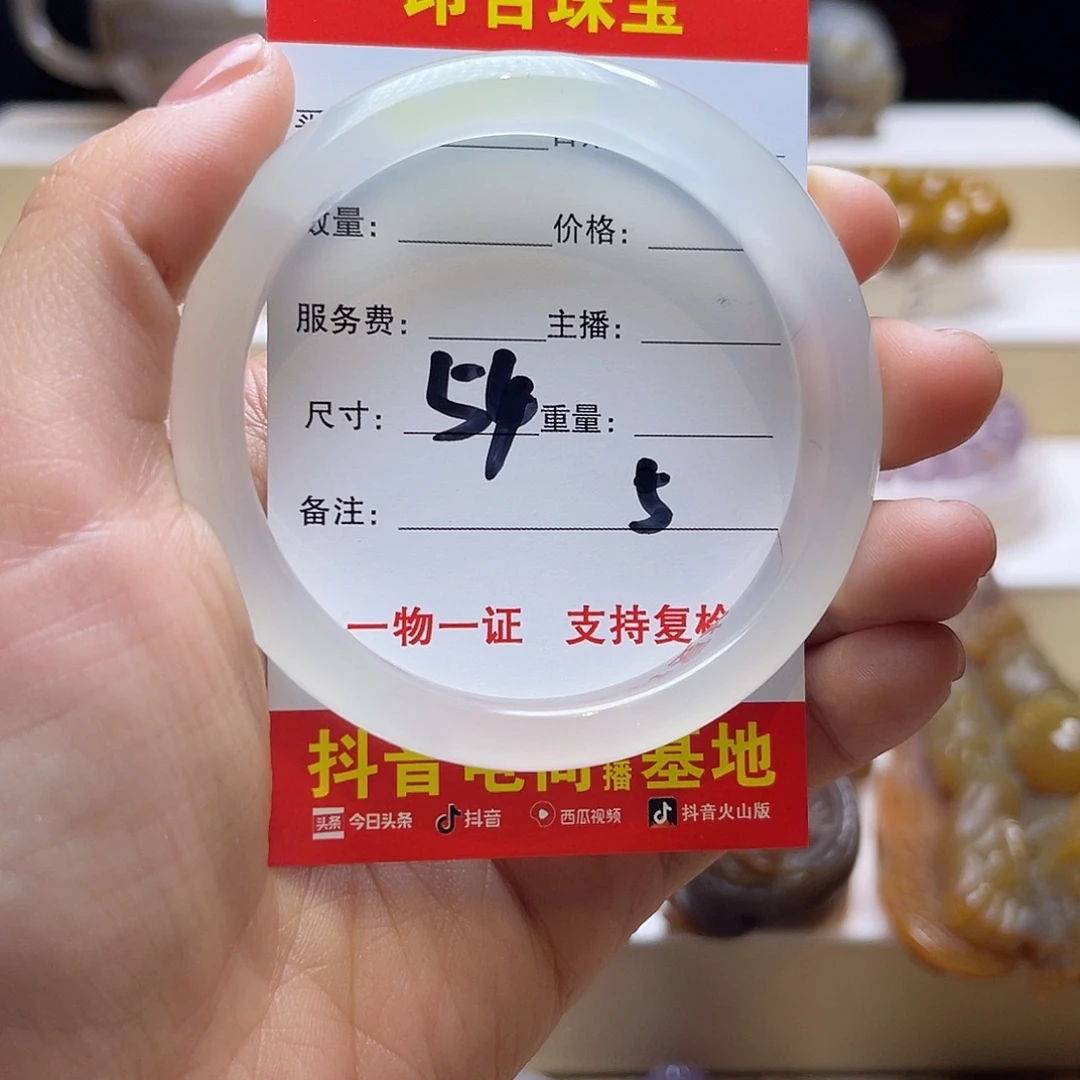 珠宝
数量： 价格：
服务费： 主播：
尺寸：54 重量：
备注： 5
一物一证 支持复检
抖音电商 播基地
头条 今日头条 抖音 西瓜视频 抖音火山版